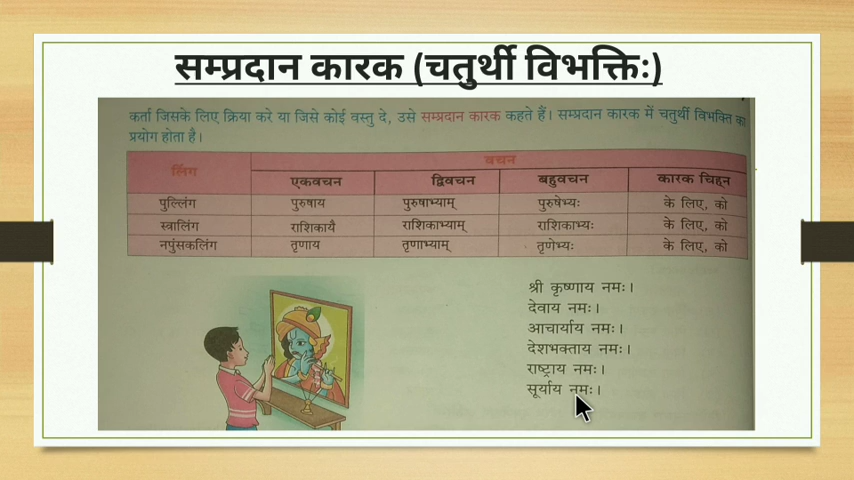 सम्प्रदान कारक (चतुर्थी विभक्तिः)
कर्ता जिसके लिए क्रिया करे या जिसे कोई वस्तु दे, उसे सम्प्रदान कारक कहते हैं। सम्प्रदान कारक में चतुर्थी विभक्ति का
प्रयोग होता है।
लिंग वचन
एकवचन द्विवचन बहुवचन कारक चिह्न
पुल्लिंग पुरुषाय पुरुषाभ्याम् पुरुषेभ्यः के लिए, को
स्त्रालिंग राशिकायै राशिकाभ्याम् राशिकाभ्यः के लिए, को
नपुंसकलिंग तृणाय तृणाभ्याम् तृणेभ्यः के लिए, को
श्री कृष्णाय नमः।
देवाय नमः।
आचार्याय नमः।
देशभक्ताय नमः।
राष्ट्राय नमः।
सूर्याय नमः।